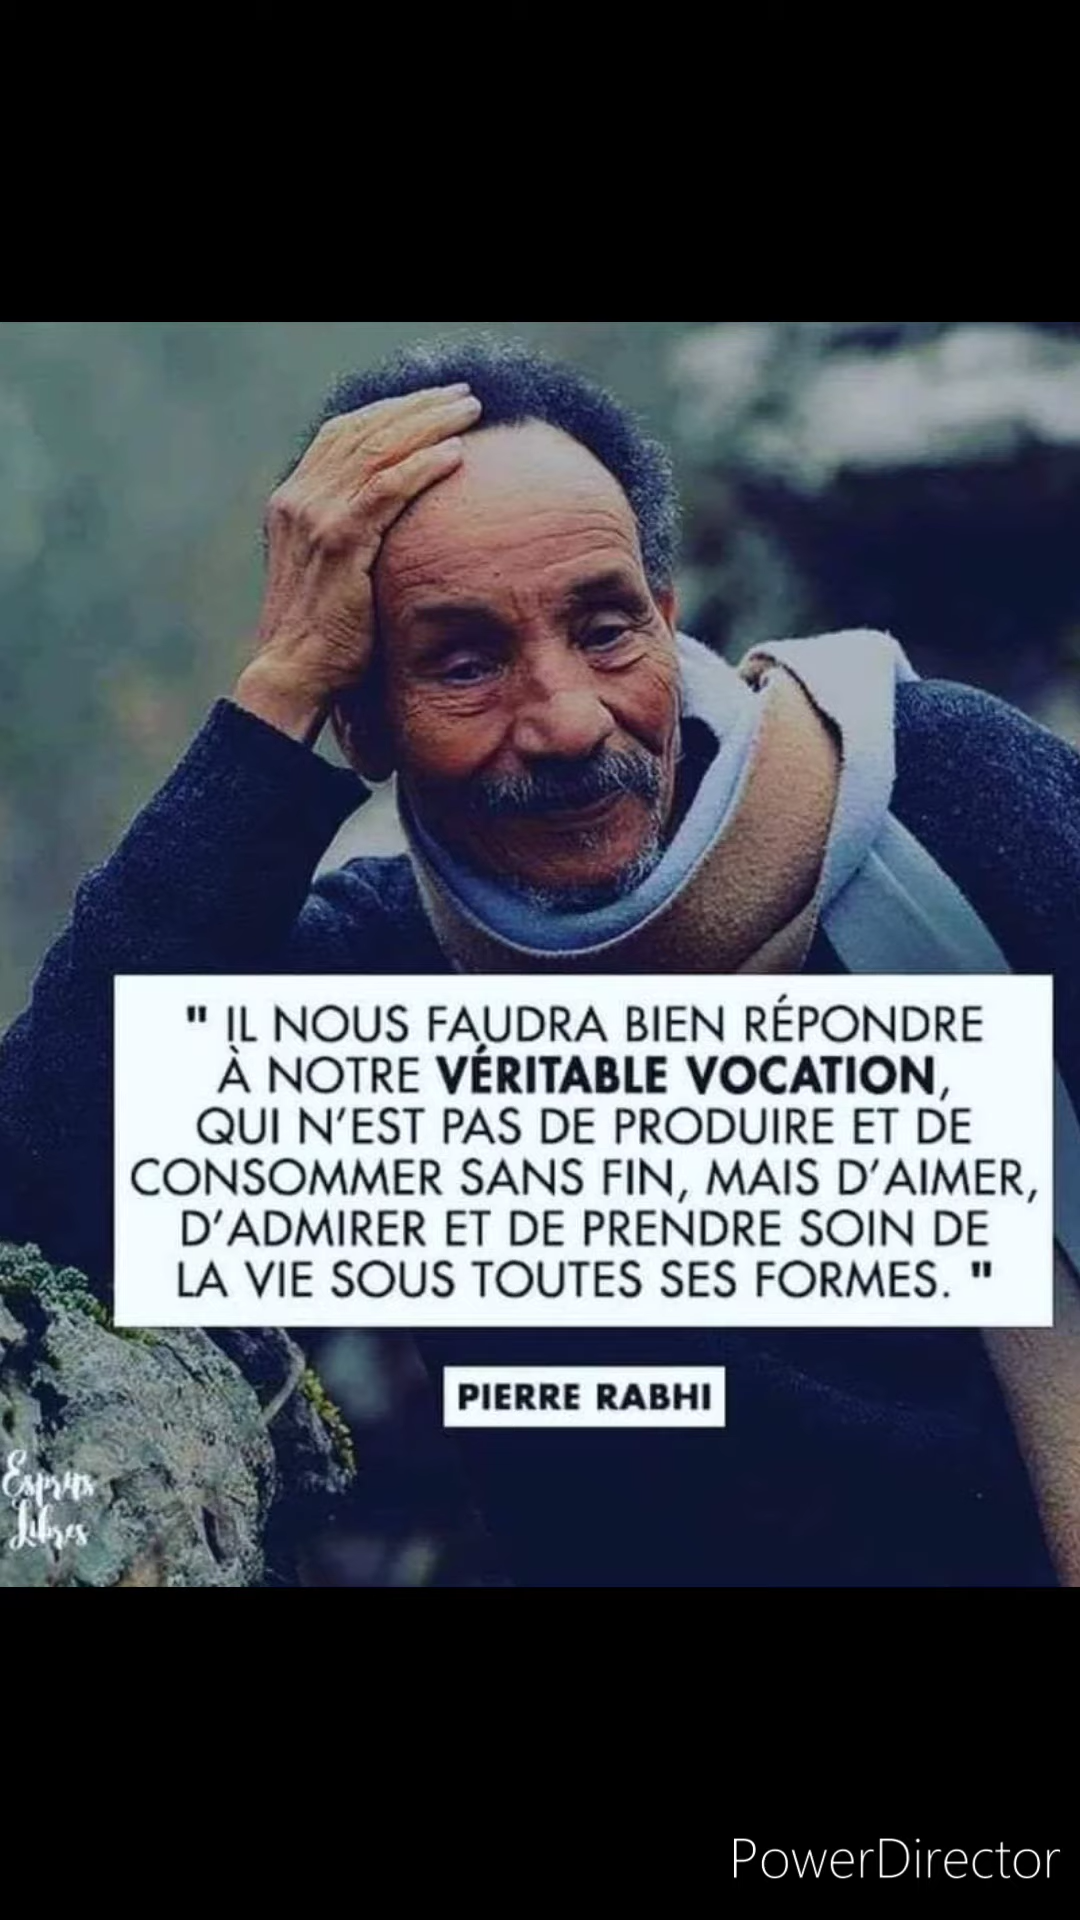 " IL NOUS FAUDRA BIEN RÉPONDRE
À NOTRE VÉRITABLE VOCATION,
QUI N'EST PAS DE PRODUIRE ET DE
CONSOMMER SANS FIN, MAIS D'AIMER,
D'ADMIRER ET DE PRENDRE SOIN DE
LA VIE SOUS TOUTES SES FORMES. "
PIERRE RABHI
Esprits
Libres
PowerDirector